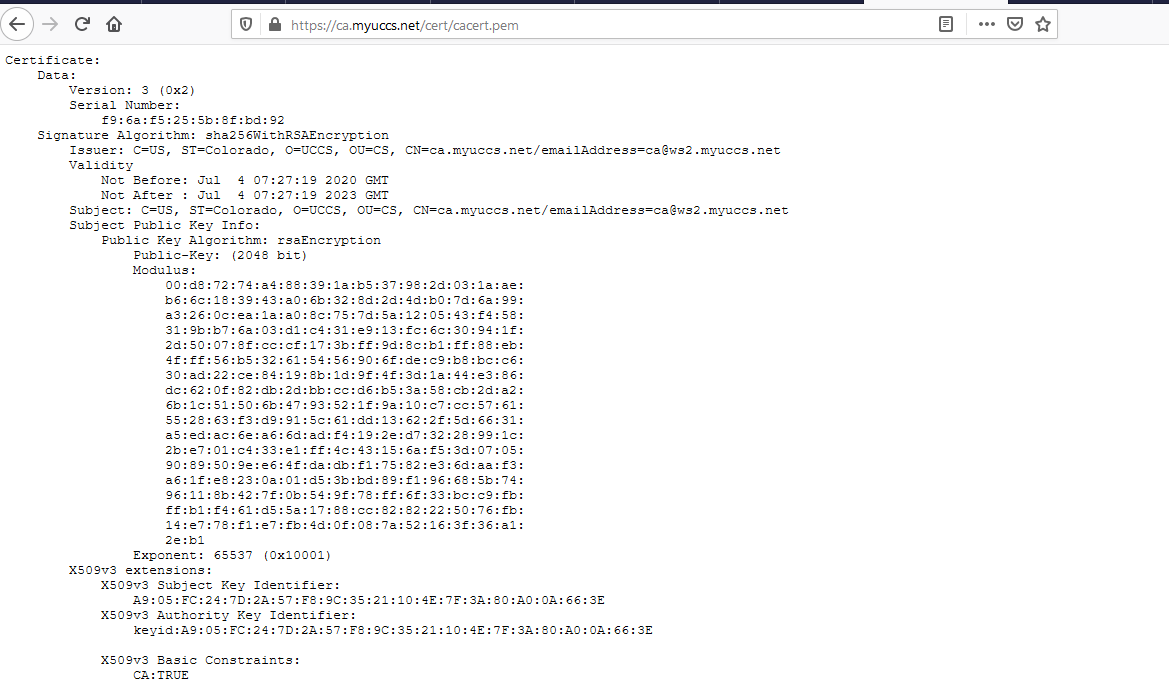 https://ca.myuccs.net/cert/cacert.pem
Certificate:
Data:
Version: 3 (0x2)
Serial Number:
f9:6a:f5:25:5b:8f:bd:92
Signature Algorithm: sha256WithRSAEncryption
Issuer: C=US, ST=Colorado, O=UCCS, OU=CS, CN=ca.myuccs.net/emailAddress=ca@ws2.myuccs.net
Validity
Not Before: Jul  4 07:27:19 2020 GMT
Not After : Jul  4 07:27:19 2023 GMT
Subject: C=US, ST=Colorado, O=UCCS, OU=CS, CN=ca.myuccs.net/emailAddress=ca@ws2.myuccs.net
Subject Public Key Info:
Public Key Algorithm: rsaEncryption
Public-Key: (2048 bit)
Modulus:
00:d8:72:74:a4:88:39:1a:b5:37:98:2d:03:1a:ae:
b6:6c:18:39:43:a0:6b:32:8d:2d:4d:b0:7d:6a:99:
a3:26:0c:ea:1a:a0:8c:75:7d:5a:12:05:43:f4:58:
31:9b:b7:6a:03:d1:c4:31:e9:13:fc:6c:30:94:1f:
2d:50:07:8f:cc:cf:17:3b:ff:9d:8c:b1:ff:88:eb:
4f:ff:56:b5:32:61:54:56:90:6f:de:c9:b8:bc:c6:
30:ad:22:ce:84:19:8b:1d:9f:4f:3d:1a:44:e3:86:
dc:62:0f:82:db:2d:bb:cc:d6:b5:3a:58:cb:2d:a2:
6b:1c:51:50:6b:47:93:52:1f:9a:10:c7:cc:57:61:
55:28:63:f3:d9:91:5c:61:dd:13:62:2f:5d:66:31:
a5:ed:ac:6e:a6:6d:ad:f4:19:2e:d7:32:28:99:1c:
2b:e7:01:c4:33:e1:ff:4c:43:15:6a:f5:3d:07:05:
90:89:50:9e:e6:4f:da:db:f1:75:82:e3:6d:aa:f3:
a6:1f:e8:23:0a:01:d5:3b:bd:89:f1:96:68:5b:74:
96:11:8b:42:7f:0b:54:9f:78:ff:6f:33:bc:c9:fb:
ff:b1:f4:61:d5:5a:17:88:cc:82:82:22:50:76:fb:
14:e7:78:f1:e7:fb:4d:0f:08:7a:52:16:3f:36:a1:
2e:b1
Exponent: 65537 (0x10001)
X509v3 extensions:
X509v3 Subject Key Identifier:
A9:05:FC:24:7D:2A:57:F8:9C:35:21:10:4E:7F:3A:80:A0:0A:66:3E
X509v3 Authority Key Identifier:
keyid:A9:05:FC:24:7D:2A:57:F8:9C:35:21:10:4E:7F:3A:80:A0:0A:66:3E
X509v3 Basic Constraints:
CA:TRUE